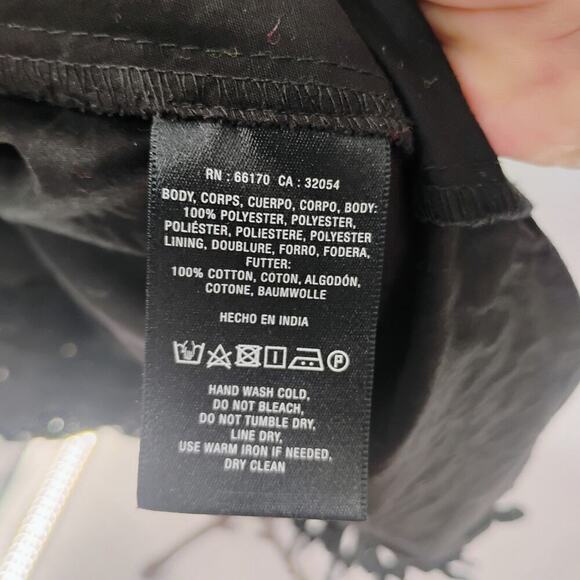 RN : 66170 CA : 32054
BODY, CORPS, CUERPO, CORPO, BODY:
100% POLYESTER, POLYESTER,
POLIÉSTER, POLIESTERE, POLYESTER
LINING, DOUBLURE, FORRO, FODERA,
FUTTER:
100% COTTON, COTON, ALGODÓN,
COTONE, BAUMWOLLE
HECHO EN INDIA
P
HAND WASH COLD,
DO NOT BLEACH,
DO NOT TUMBLE DRY,
LINE DRY,
USE WARM IRON IF NEEDED,
DRY CLEAN